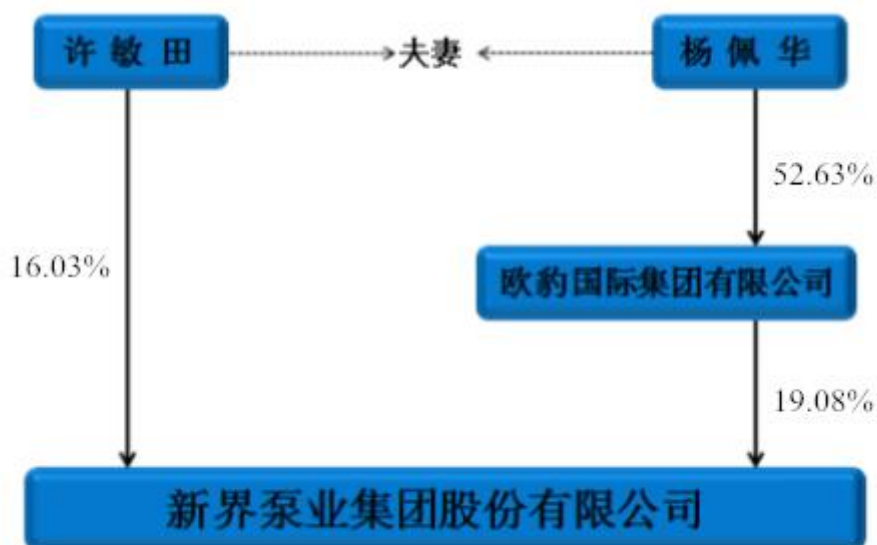 许敏田
夫妻
杨佩华
52.63%
16.03%
欧豹国际集团有限公司
19.08%
新界泵业集团股份有限公司